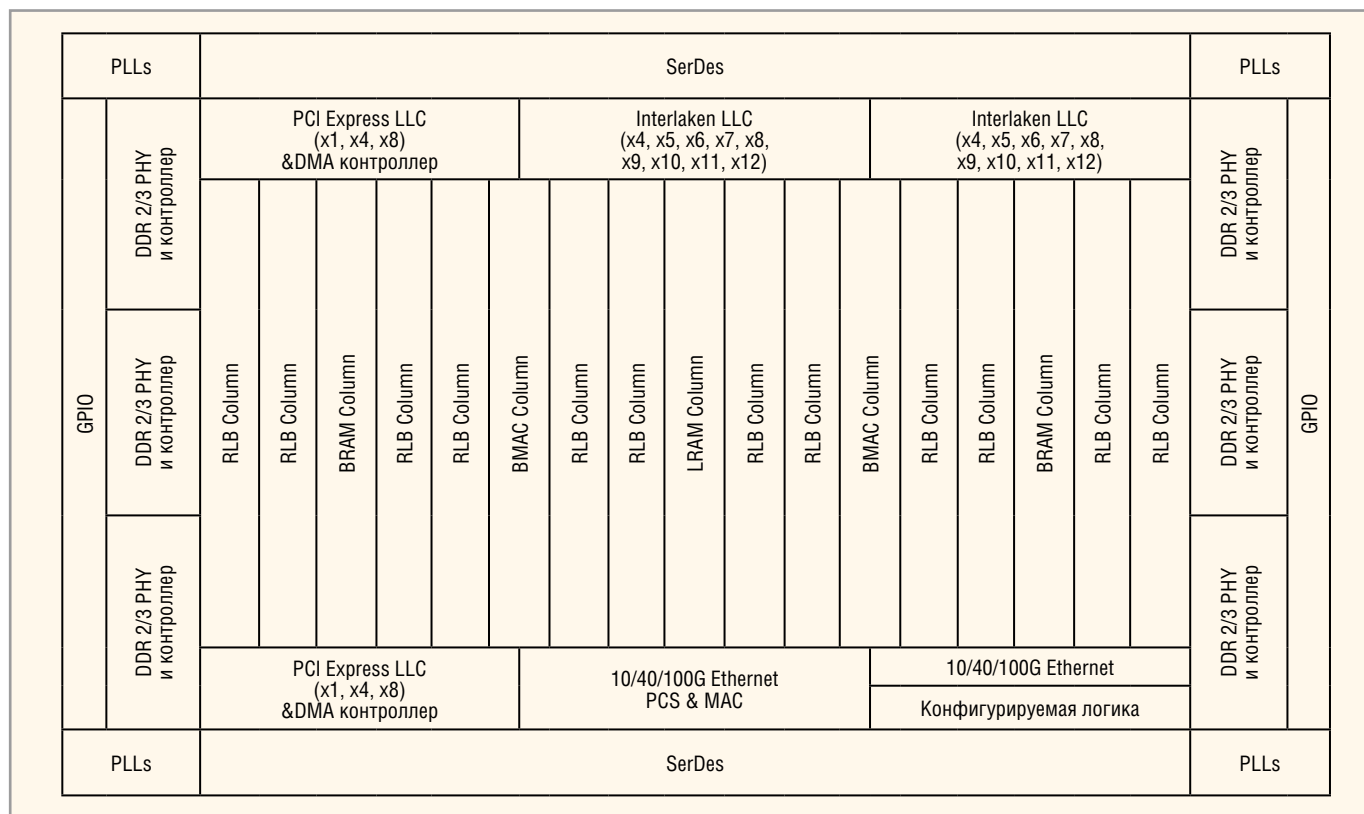 PLLs
SerDes
PLLs
GPIO
DDR 2/3 PHY
и контроллер
DDR 2/3 PHY
и контроллер
DDR 2/3 PHY
и контроллер
PCI Express LLC
(x1, x4, x8)
&DMA контроллер
Interlaken LLC
(x4, x5, x6, x7, x8,
x9, x10, x11, x12)
Interlaken LLC
(x4, x5, x6, x7, x8,
x9, x10, x11, x12)
RLB Column
RLB Column
BRAM Column
RLB Column
RLB Column
BMAC Column
RLB Column
RLB Column
LRAM Column
RLB Column
RLB Column
BMAC Column
RLB Column
RLB Column
BRAM Column
RLB Column
RLB Column
PCI Express LLC
(x1, x4, x8)
&DMA контроллер
10/40/100G Ethernet
PCS & MAC
10/40/100G Ethernet
Конфигурируемая логика
DDR 2/3 PHY
и контроллер
DDR 2/3 PHY
и контроллер
DDR 2/3 PHY
и контроллер
GPIO
PLLs
SerDes
PLLs